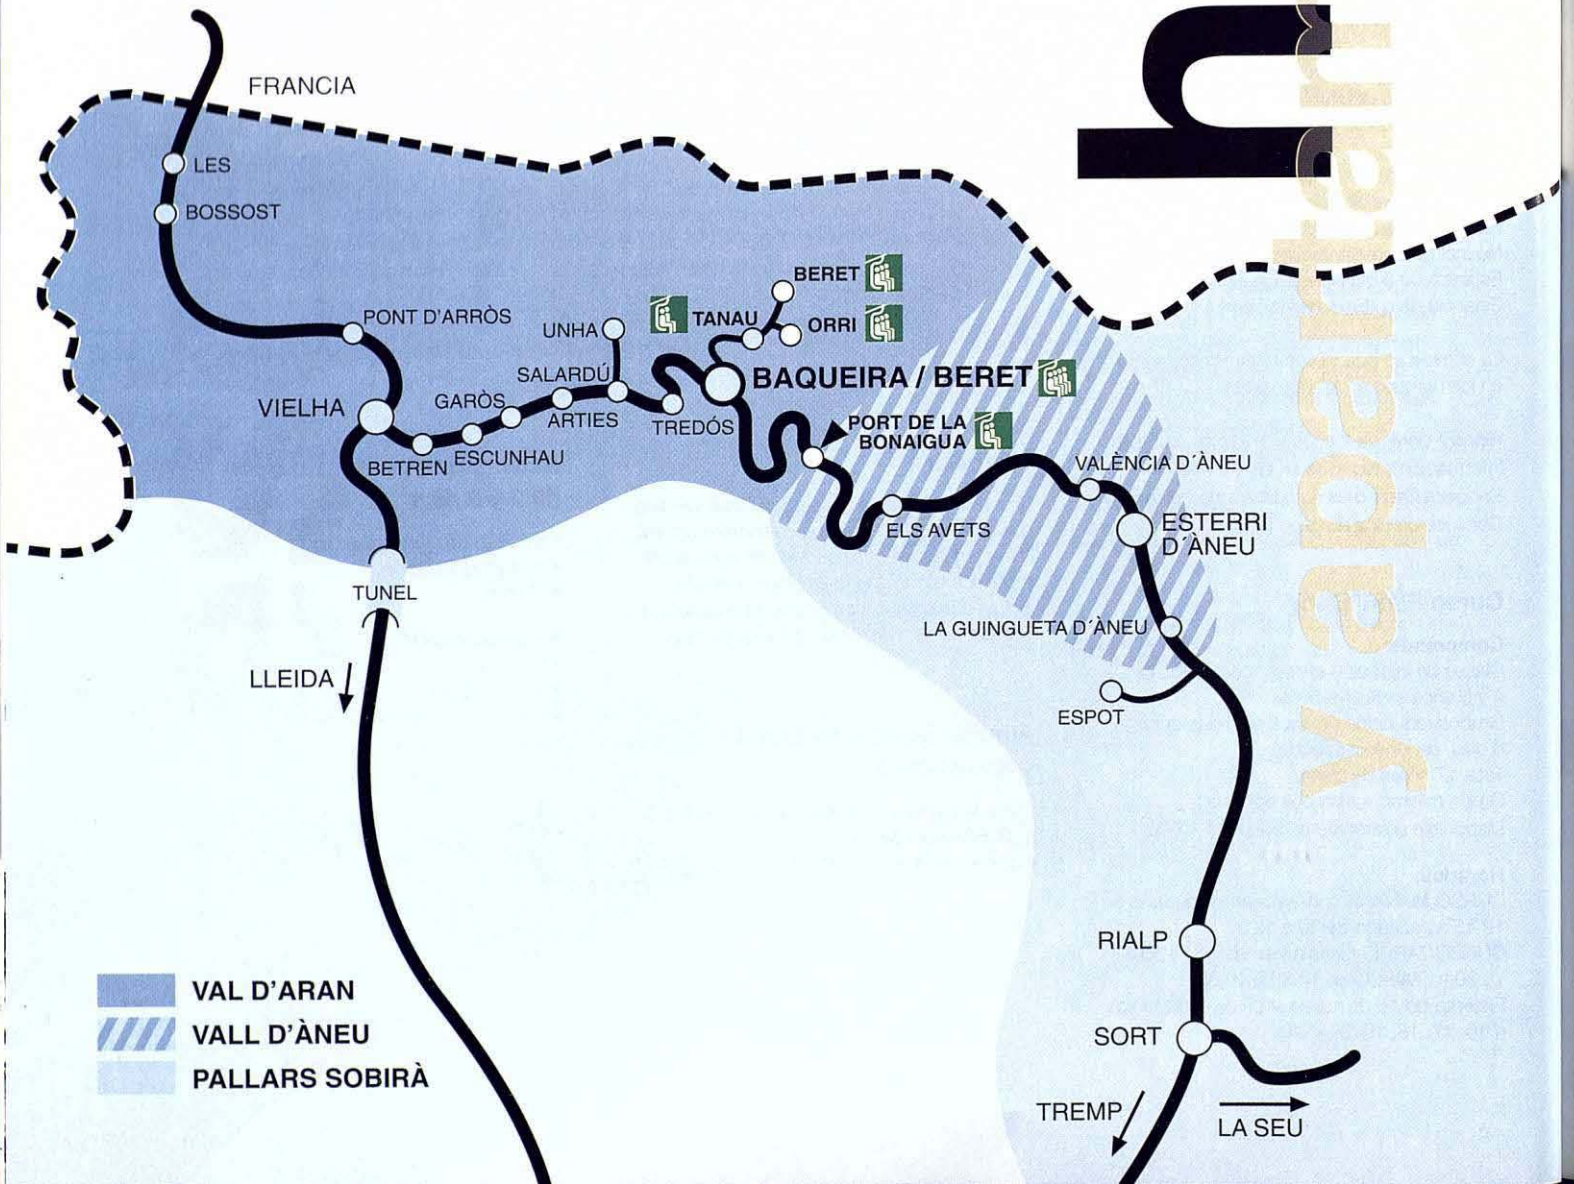 h
y apartam
FRANCIA
LES
BOSSOST
PONT D'ARRÒS
VIELHA
BETREN
ESCUNHAU
GARÒS
ARTIES
SALARDÚ
UNHA
TREDÓS
TANAU
BERET
ORRI
BAQUEIRA / BERET
PORT DE LA
BONAIGUA
ELS AVETS
VALÈNCIA D´ÀNEU
ESTERRI
D´ÀNEU
LA GUINGUETA D´ÀNEU
ESPOT
TUNEL
LLEIDA
RIALP
SORT
TREMP
LA SEU
VAL D'ARAN
VALL D'ÀNEU
PALLARS SOBIRÀ